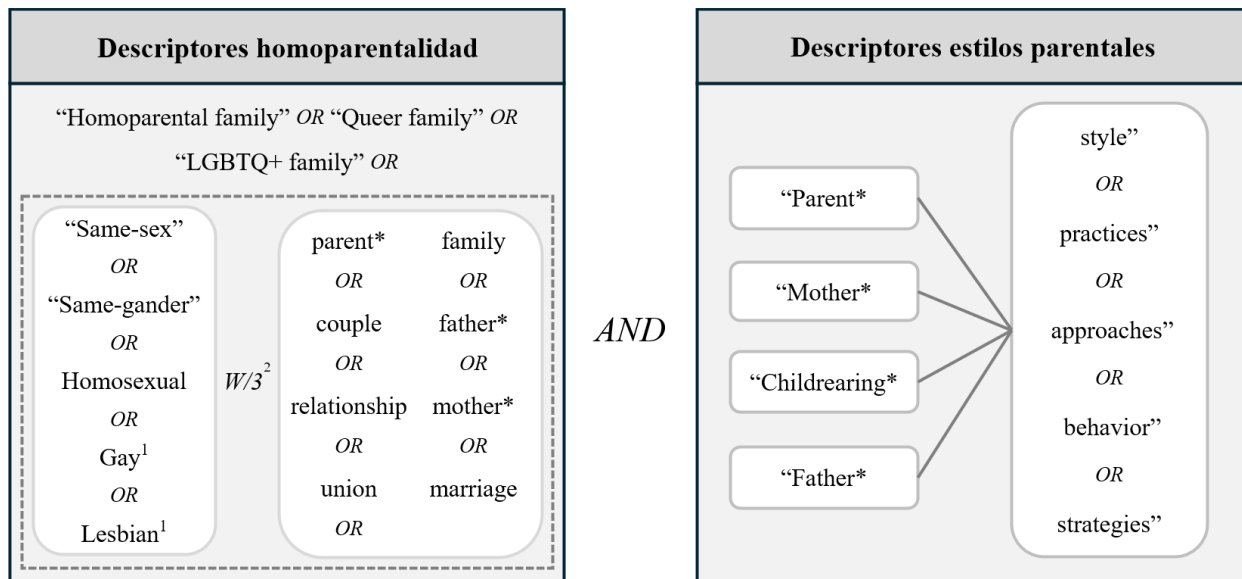 Descriptores homoparentalidad
“Homoparental family” OR “Queer family” OR
“LGBTQ+ family” OR
“Same-sex”
OR
“Same-gander”
OR
Homosexual
OR
Gay¹
OR
Lesbian¹
W/3²
parent*
OR
couple
OR
relationship
OR
union
OR
family
OR
father*
OR
mother*
OR
marriage
AND
Descriptores estilos parentales
“Parent*
“Mother*
“Childrearing*
“Father*
style”
OR
practices”
OR
approaches”
OR
behavior”
OR
strategies”